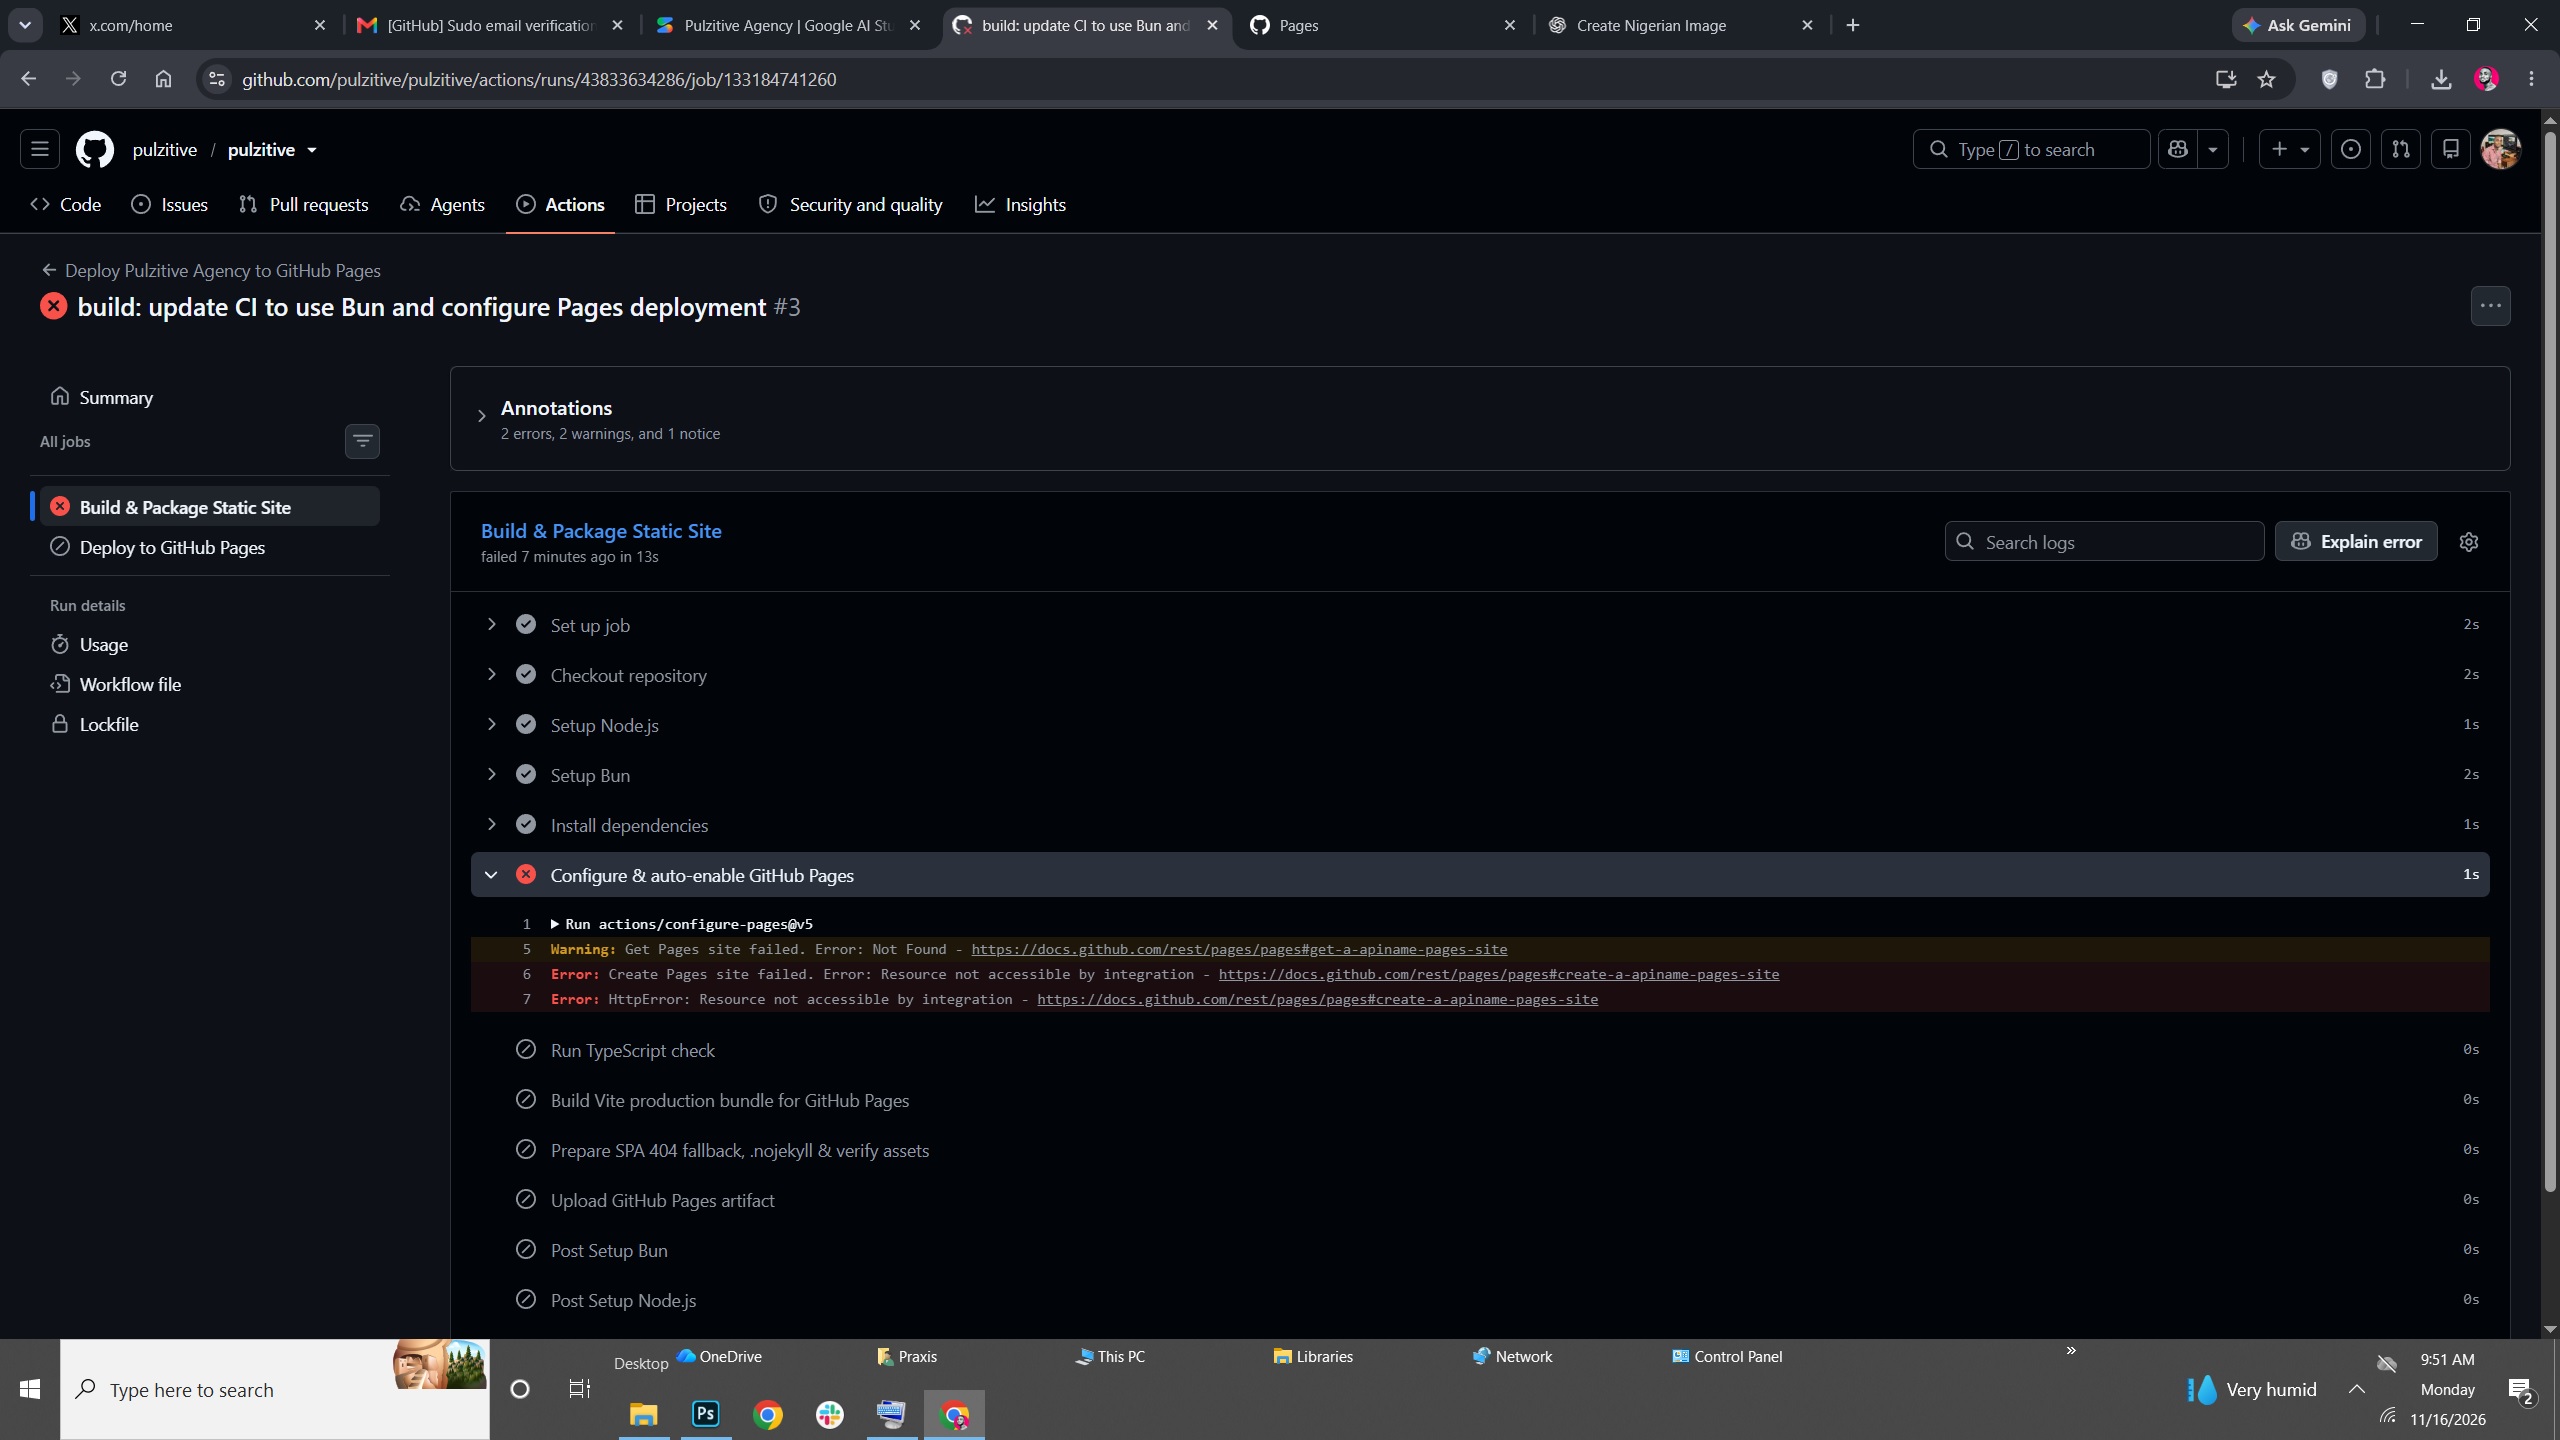 x.com/home
[GitHub] Sudo email verification
Pulzitive Agency | Google AI Stu
build: update CI to use Bun and
Pages
Create Nigerian Image
Ask Gemini
github.com/pulzitive/pulzitive/actions/runs/43833634286/job/133184741260
pulzitive / pulzitive
Type / to search
Code
Issues
Pull requests
Agents
Actions
Projects
Security and quality
Insights
Deploy Pulzitive Agency to GitHub Pages
build: update CI to use Bun and configure Pages deployment #3
Summary
All jobs
Build & Package Static Site
Deploy to GitHub Pages
Run details
Usage
Workflow file
Lockfile
Annotations
2 errors, 2 warnings, and 1 notice
Build & Package Static Site
failed 7 minutes ago in 13s
Search logs
Explain error
Set up job 2s
Checkout repository 2s
Setup Node.js 1s
Setup Bun 2s
Install dependencies 1s
Configure & auto-enable GitHub Pages 1s
1 Run actions/configure-pages@v5
5 Warning: Get Pages site failed. Error: Not Found - https://docs.github.com/rest/pages/pages#get-a-apiname-pages-site
6 Error: Create Pages site failed. Error: Resource not accessible by integration - https://docs.github.com/rest/pages/pages#create-a-apiname-pages-site
7 Error: HttpError: Resource not accessible by integration - https://docs.github.com/rest/pages/pages#create-a-apiname-pages-site
Run TypeScript check 0s
Build Vite production bundle for GitHub Pages 0s
Prepare SPA 404 fallback, .nojekyll & verify assets 0s
Upload GitHub Pages artifact 0s
Post Setup Bun 0s
Post Setup Node.js 0s
Type here to search
Desktop
OneDrive
Praxis
This PC
Libraries
Network
Control Panel
»
Ps
Very humid
9:51 AM
Monday
11/16/2026
2